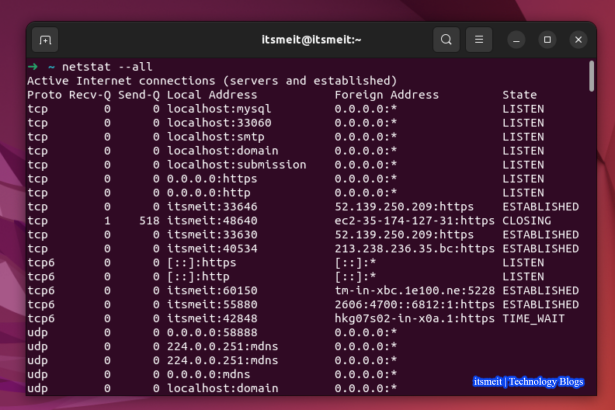 itsmeit@itsmeit:~
→ ~ netstat --all
Active Internet connections (servers and established)
Proto Recv-Q Send-Q Local Address           Foreign Address         State
tcp        0      0 localhost:mysql         0.0.0.0:*               LISTEN
tcp        0      0 localhost:33060         0.0.0.0:*               LISTEN
tcp        0      0 localhost:smtp          0.0.0.0:*               LISTEN
tcp        0      0 localhost:domain        0.0.0.0:*               LISTEN
tcp        0      0 localhost:submission    0.0.0.0:*               LISTEN
tcp        0      0 0.0.0.0:https           0.0.0.0:*               LISTEN
tcp        0      0 0.0.0.0:http            0.0.0.0:*               LISTEN
tcp        0      0 itsmeit:33646           52.139.250.209:https    ESTABLISHED
tcp        1    518 itsmeit:48640           ec2-35-174-127-31:https CLOSING
tcp        0      0 itsmeit:33630           52.139.250.209:https    ESTABLISHED
tcp        0      0 itsmeit:40534           213.238.236.35.bc:https ESTABLISHED
tcp6       0      0 [::]:https              [::]:*                  LISTEN
tcp6       0      0 [::]:http               [::]:*                  LISTEN
tcp6       0      0 itsmeit:60150           tm-in-xbc.1e100.ne:5228 ESTABLISHED
tcp6       0      0 itsmeit:55880           2606:4700::6812:1:https ESTABLISHED
tcp6       0      0 itsmeit:42848           hkg07s02-in-x0a.1:https TIME_WAIT
udp        0      0 0.0.0.0:58888           0.0.0.0:*
udp        0      0 224.0.0.251:mdns        0.0.0.0:*
udp        0      0 224.0.0.251:mdns        0.0.0.0:*
udp        0      0 0.0.0.0:mdns            0.0.0.0:*
udp        0      0 localhost:domain        0.0.0.0:*
itsmeit | Technology Blogs